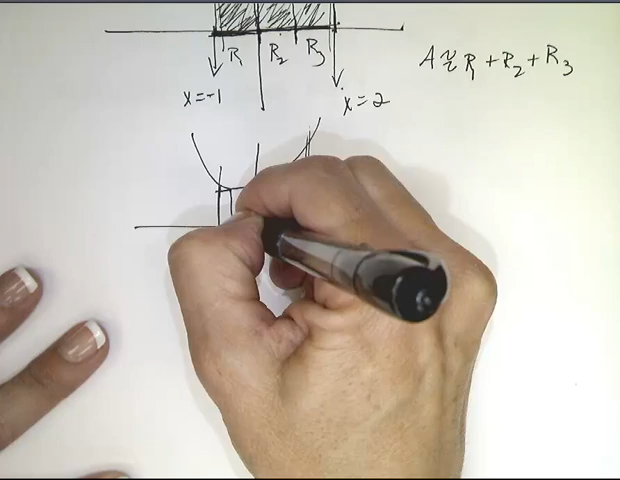 R₁ R₂ R₃
A ≈ R₁ + R₂ + R₃
x=-1
x=2